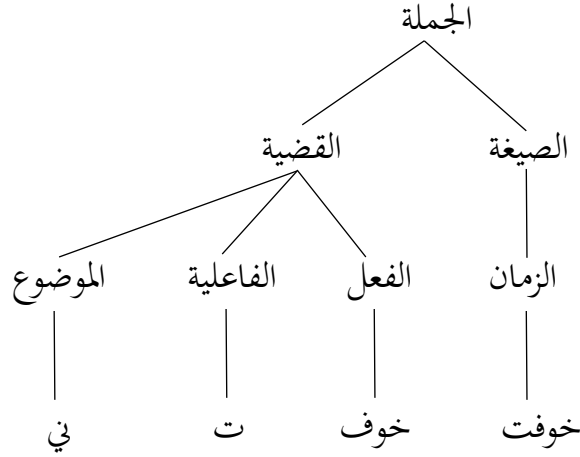 الجملة
الصيغة القضية
الزمان الفعل الفاعلية الموضوع
خوفت خوف ت ني